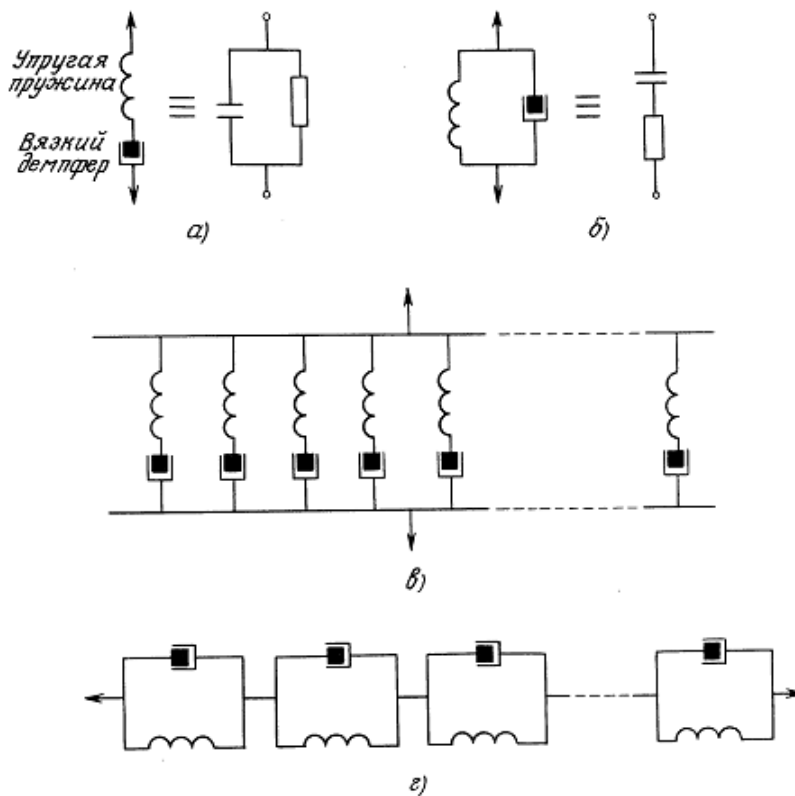 Упругая
пружина
Вязкий
демпфер
а)
б)
в)
г)